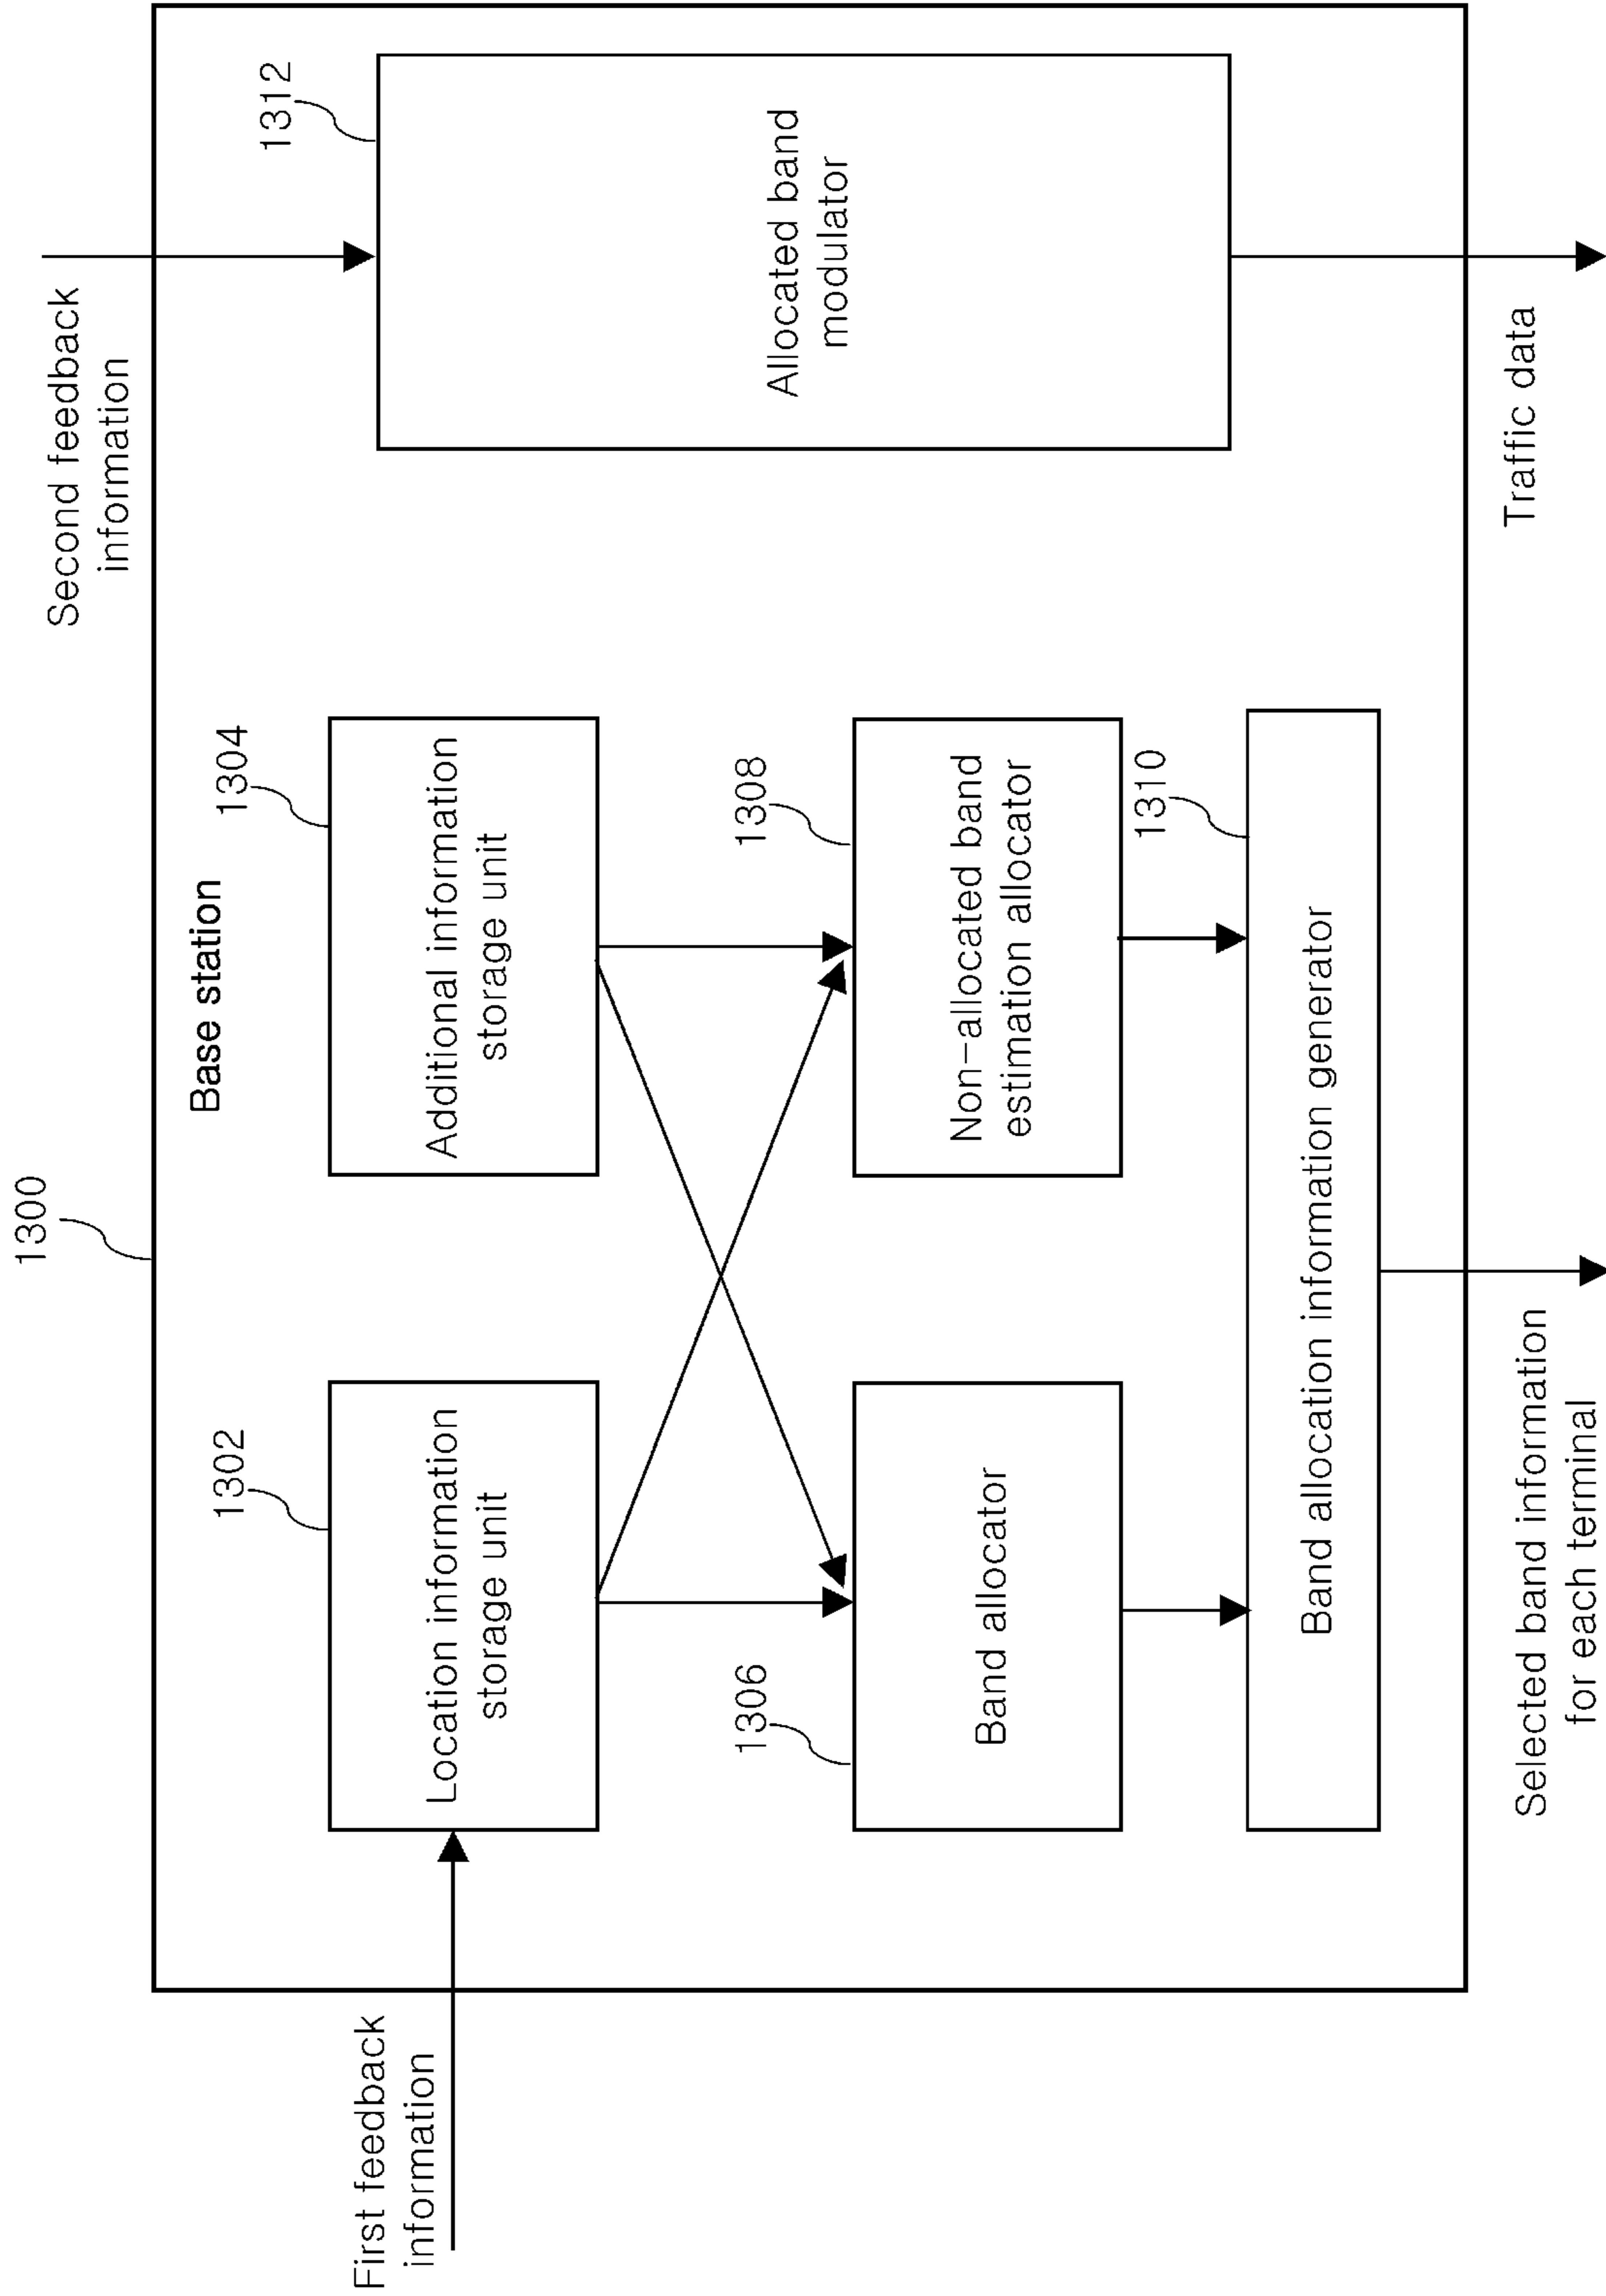 1300
Base station
First feedback
information
1302
Location information
storage unit
1304
Additional information
storage unit
1306
Band allocator
1308
Non-allocated band
estimation allocator
1310
Band allocation information generator
Selected band information
for each terminal
Second feedback
information
1312
Allocated band
modulator
Traffic data